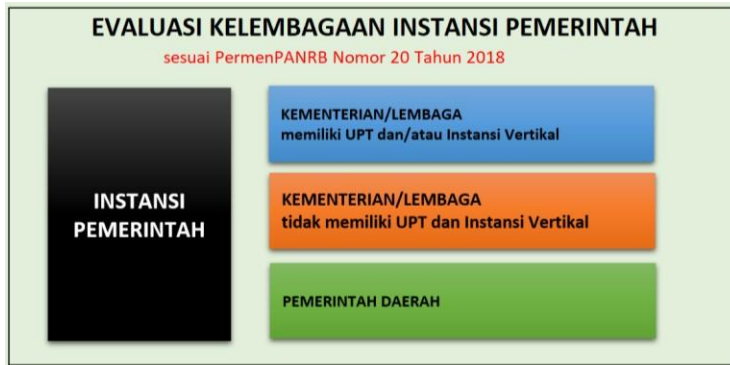 EVALUASI KELEMBAGAAN INSTANSI PEMERINTAH
sesuai PermenPANRB Nomor 20 Tahun 2018
INSTANSI
PEMERINTAH
KEMENTERIAN/LEMBAGA
memiliki UPT dan/atau Instansi Vertikal
KEMENTERIAN/LEMBAGA
tidak memiliki UPT dan Instansi Vertikal
PEMERINTAH DAERAH